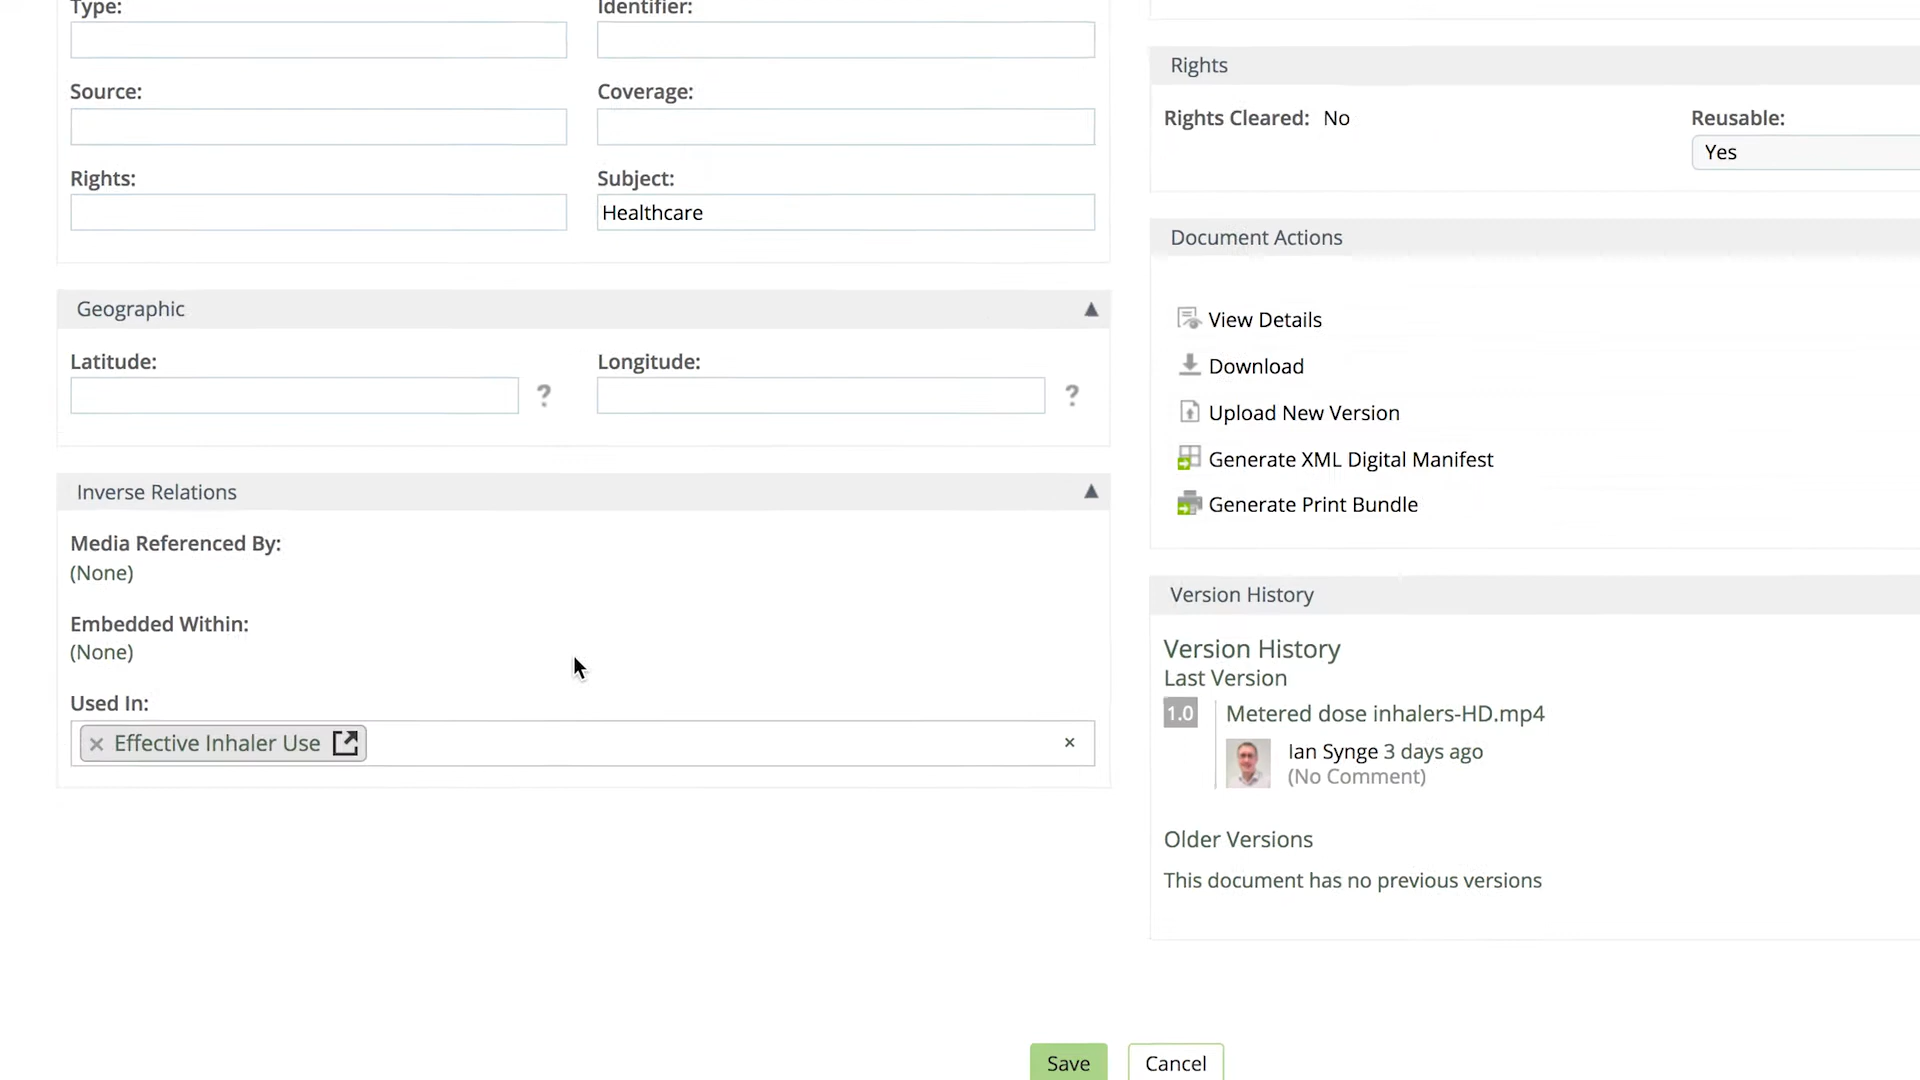 Type:
Identifier:
Source:
Coverage:
Rights:
Subject:
Healthcare
Geographic
Latitude:
Longitude:
?
?
Inverse Relations
Media Referenced By:
(None)
Embedded Within:
(None)
Used In:
× Effective Inhaler Use
×
Rights
Rights Cleared: No
Reusable:
Yes
Document Actions
View Details
Download
Upload New Version
Generate XML Digital Manifest
Generate Print Bundle
Version History
Version History
Last Version
1.0
Metered dose inhalers-HD.mp4
Ian Synge 3 days ago
(No Comment)
Older Versions
This document has no previous versions
Save
Cancel